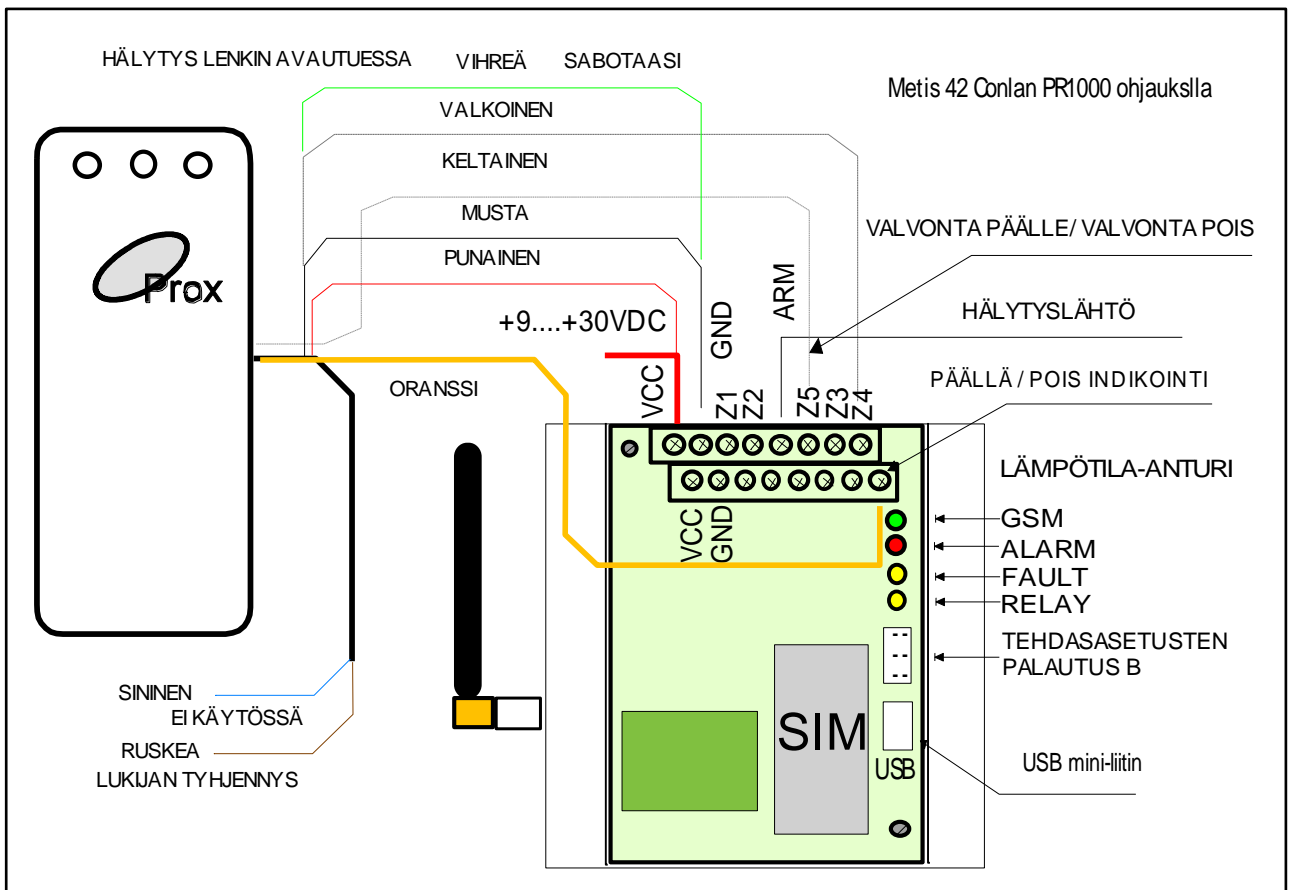 HÄLYTYS LENKIN AVAUTUESSA VIHREÄ SABOTAASI
Metis 42 Conlan PR1000 ohjaukslla
VALKOINEN
KELTAINEN
MUSTA
PUNAINEN
VALVONTA PÄÄLLE/ VALVONTA POIS
Prox
+9....+30VDC
GND
ARM
HÄLYTYSLÄHTÖ
ORANSSI
VCC
Z1
Z2
Z5
Z3
Z4
PÄÄLLÄ / POIS INDIKOINTI
LÄMPÖTILA-ANTURI
VCC
GND
GSM
ALARM
FAULT
RELAY
TEHDASASETUSTEN
PALAUTUS B
SININEN
EI KÄYTÖSSÄ
RUSKEA
LUKIJAN TYHJENNYS
SIM
USB
USB mini-liitin